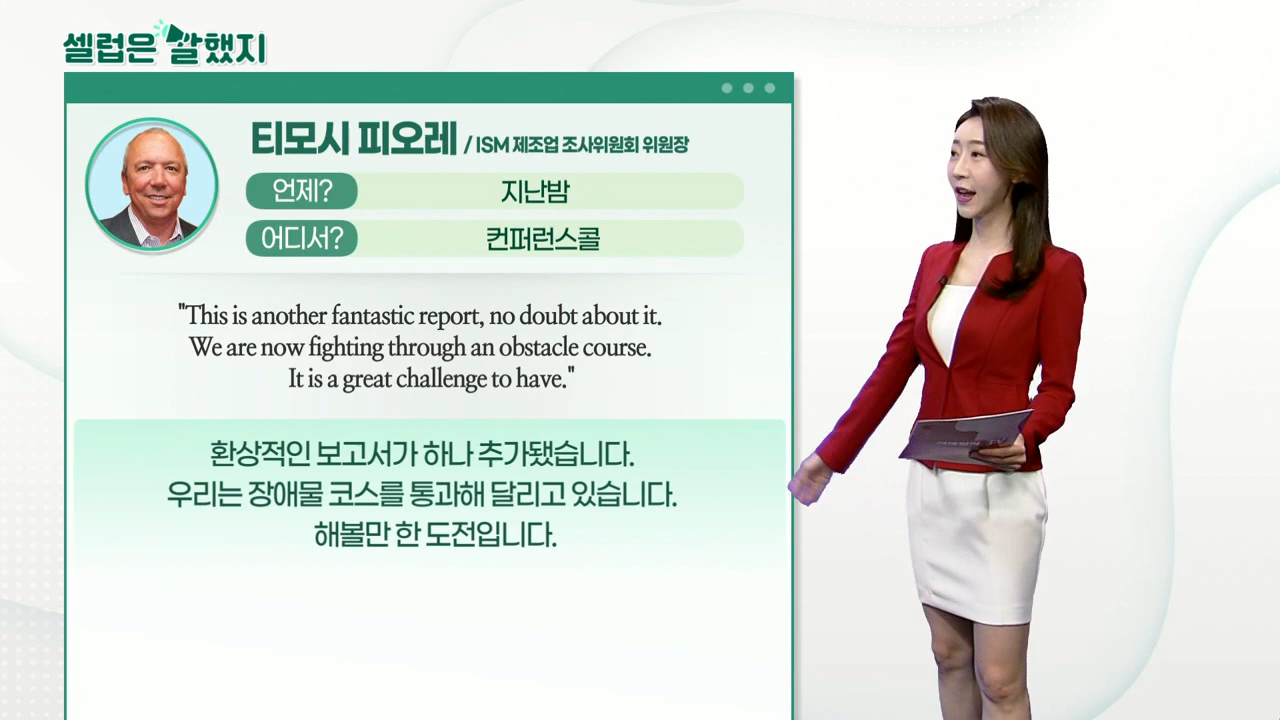 셀럽은 말했지
티모시 피오레 / ISM 제조업 조사위원회 위원장
언제? 지난밤
어디서? 컨퍼런스콜
"This is another fantastic report, no doubt about it.
We are now fighting through an obstacle course.
It is a great challenge to have."
환상적인 보고서가 하나 추가됐습니다.
우리는 장애물 코스를 통과해 달리고 있습니다.
해볼만 한 도전입니다.